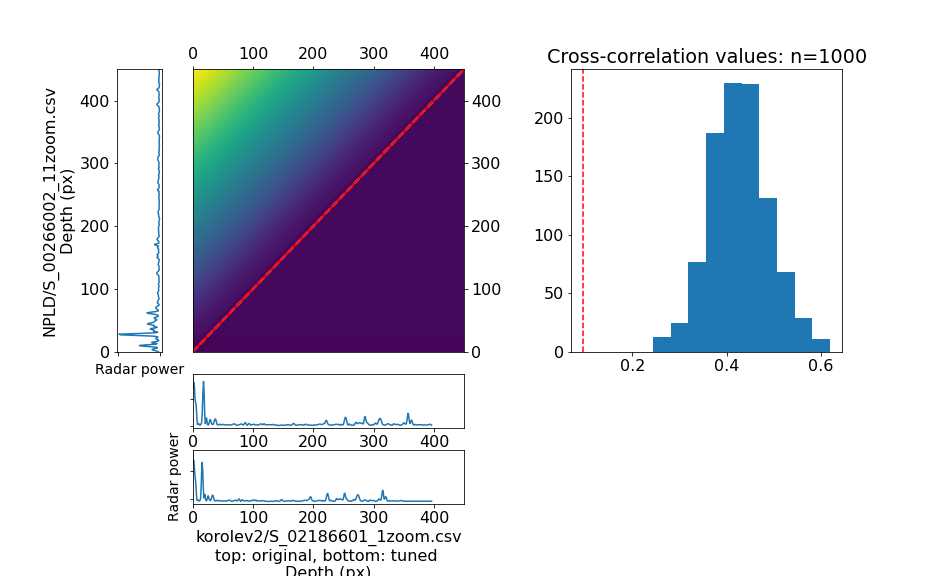 Cross-correlation values: n=1000
0 100 200 300 400
NPLD/S_00266002_11zoom.csv
Depth (px)
400
300
200
100
0
Radar power
400
300
200
100
0
200
150
100
50
0
0.2 0.4 0.6
0 100 200 300 400
Radar power
0 100 200 300 400
korolev2/S_02186601_1zoom.csv
top: original, bottom: tuned
Depth (px)